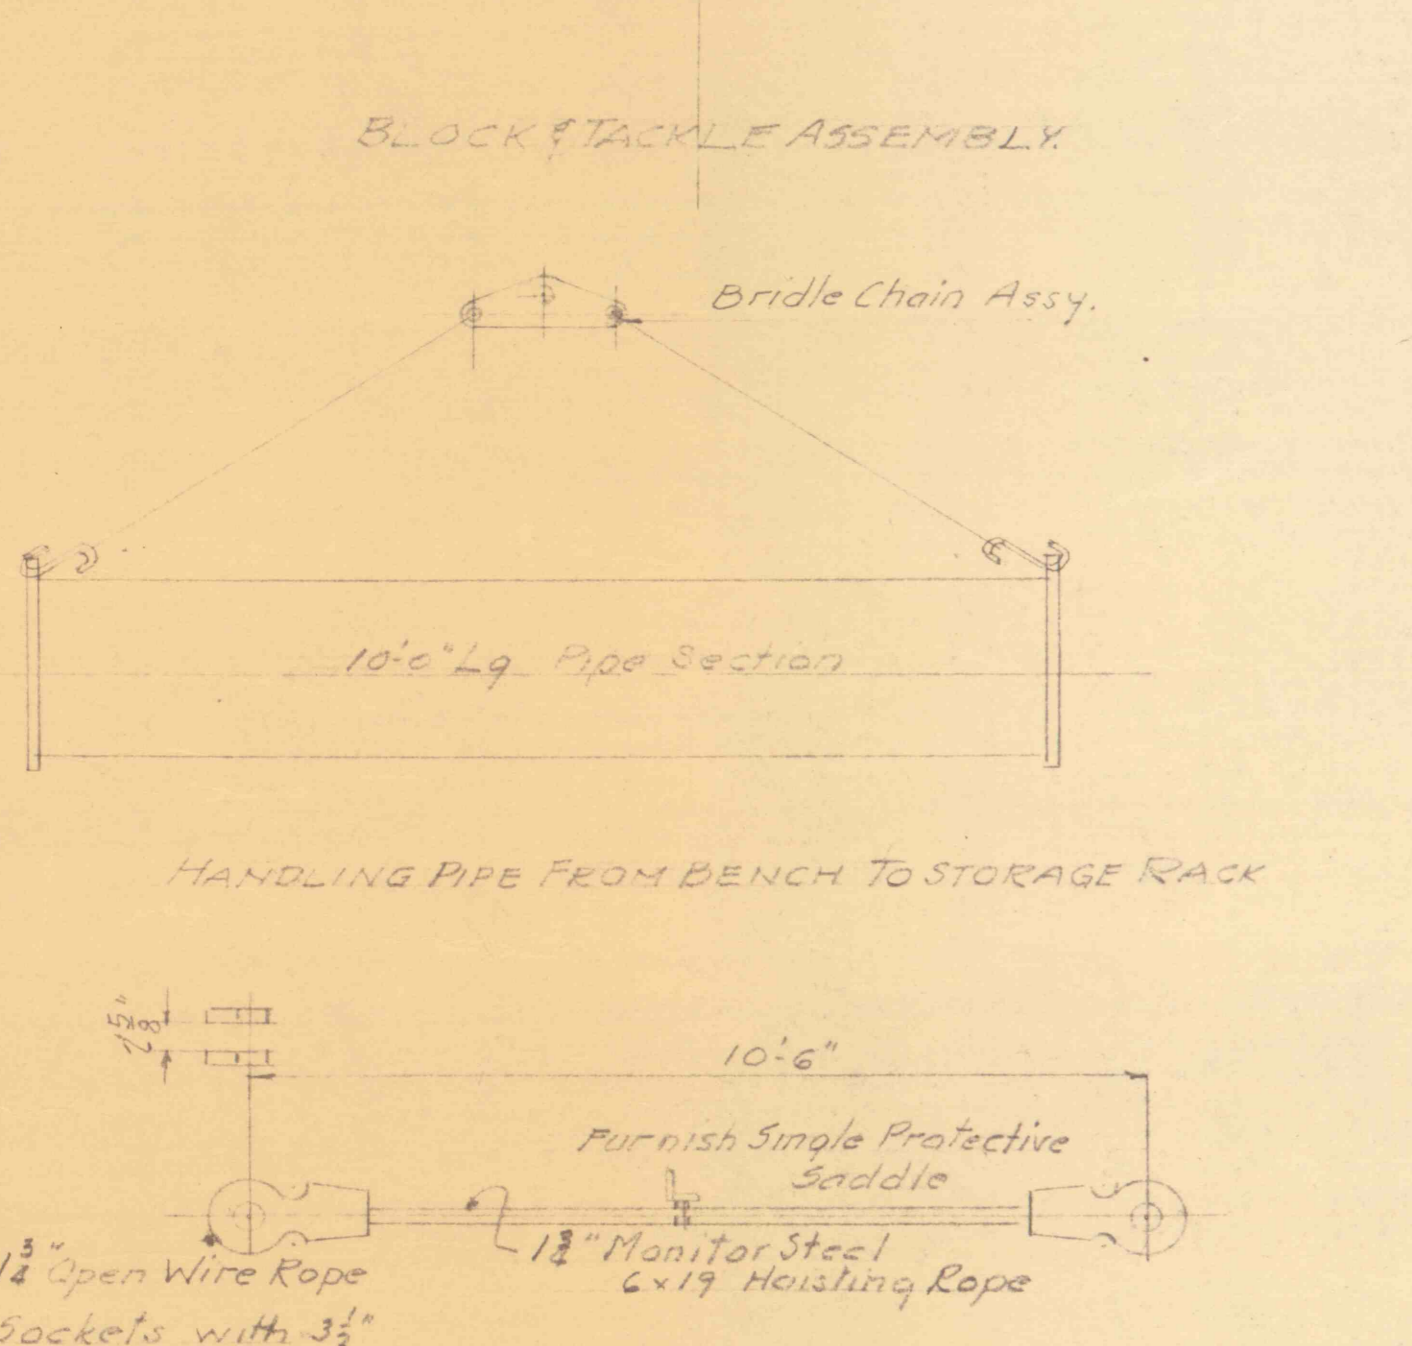 BLOCK & TACKLE ASSEMBLY.
Bridle Chain Assy.
10'-0" Lg Pipe Section
HANDLING PIPE FROM BENCH TO STORAGE RACK
2 5/8"
10'-6"
Furnish Single Protective
Saddle
1 3/4" Monitor Steel
6x19 Hoisting Rope
1 3/4" Open Wire Rope
Sockets with 3 1/2"